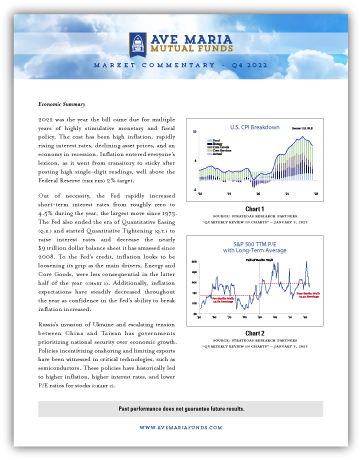 AVE MARIA
MUTUAL FUNDS
MARKET COMMENTARY – Q4 2022
Economic Summary
2022 was the year the bill came due for multiple
years of highly stimulative monetary and fiscal
policy. The cost has been high inflation, rapidly
rising interest rates, declining asset prices, and an
economy in recession. Inflation entered everyone's
lexicon, as it went from transitory to sticky after
posting high single-digit readings, well above the
Federal Reserve (THE FED) 2% target.
Out of necessity, the Fed rapidly increased
short-term interest rates from roughly zero to
4.5% during the year, the largest move since 1973.
The Fed also ended the era of Quantitative Easing
(Q.E.) and started Quantitative Tightening (Q.T.) to
raise interest rates and decrease the nearly
$9 trillion dollar balance sheet it has amassed since
2008. To the Fed's credit, inflation looks to be
loosening its grip as the main drivers, Energy and
Core Goods, were less consequential in the latter
half of the year (CHART 1). Additionally, inflation
expectations have steadily decreased throughout
the year as confidence in the Fed's ability to break
inflation increased.
Russia's invasion of Ukraine and escalating tension
between China and Taiwan has governments
prioritizing national security over economic growth.
Policies incentivizing onshoring and limiting exports
have been witnessed in critical technologies, such as
semiconductors. These policies have historically led
to higher inflation, higher interest rates, and lower
P/E ratios for stocks (CHART 2).
U.S. CPI Breakdown
Food
Energy
Core Goods
Core Services
Chart 1
SOURCE: STRATEGAS RESEARCH PARTNERS
"QUARTERLY REVIEW IN CHARTS" – JANUARY 3, 2023
S&P 500 TTM P/E
with Long-Term Average
Chart 2
SOURCE: STRATEGAS RESEARCH PARTNERS
"QUARTERLY REVIEW IN CHARTS" – JANUARY 3, 2023
Past performance does not guarantee future results.
WWW.AVEMARIAFUNDS.COM